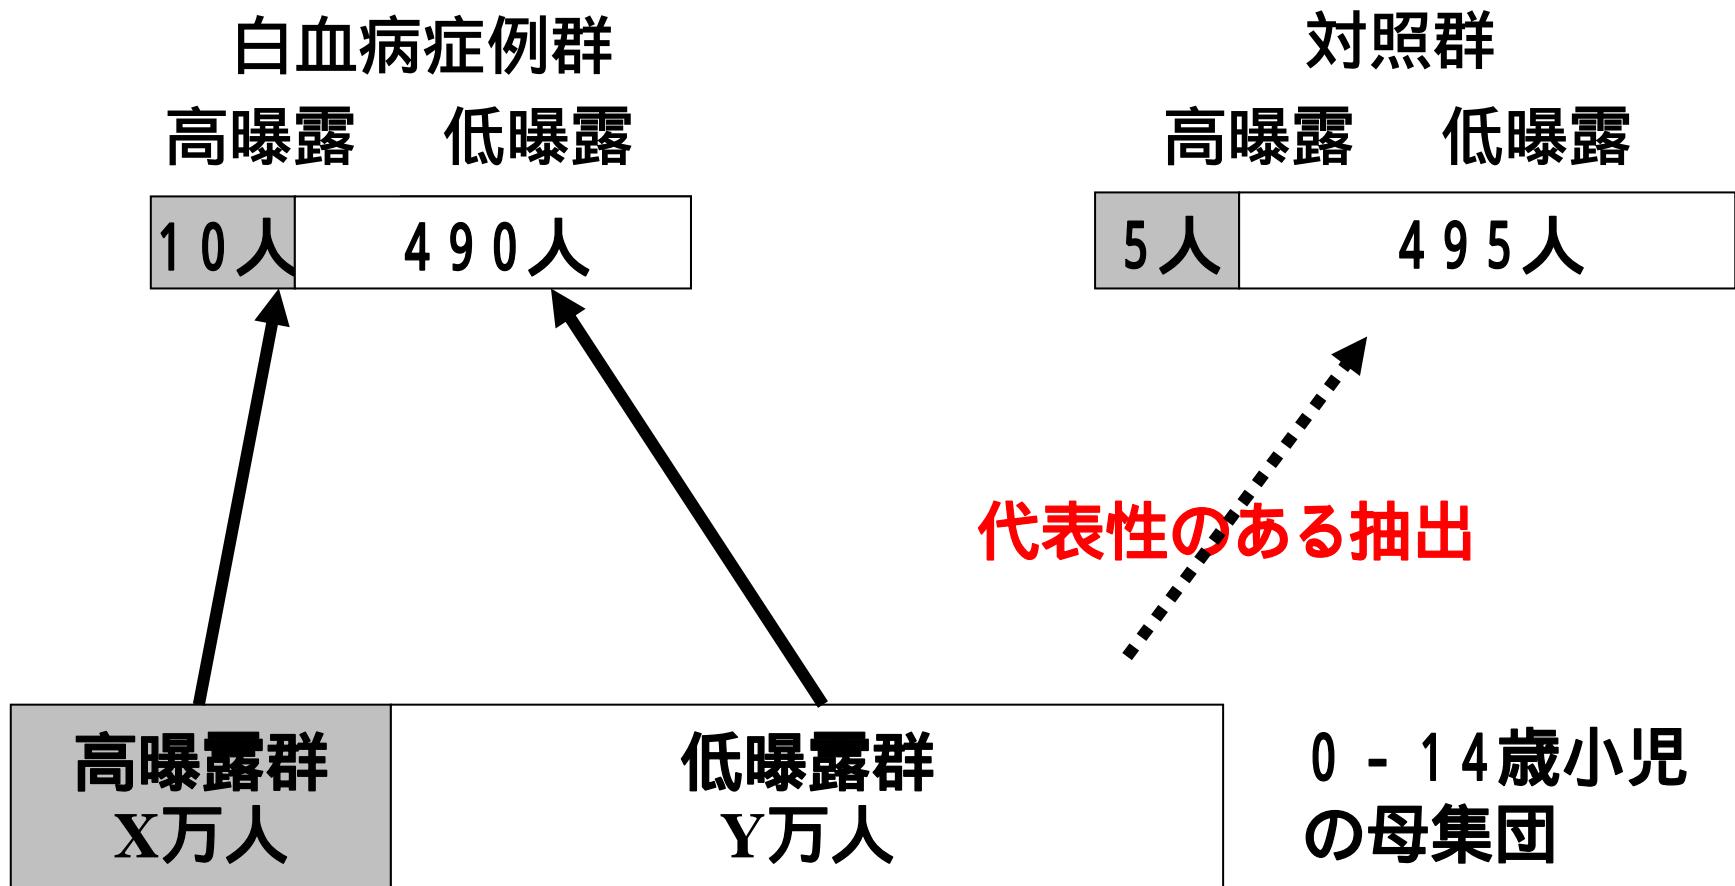 白血病症例群
対照群
高曝露 低曝露
高曝露 低曝露
10人 490人
5人 495人
代表性のある抽出
高曝露群
X万人
低曝露群
Y万人
0-14歳小児
の母集団